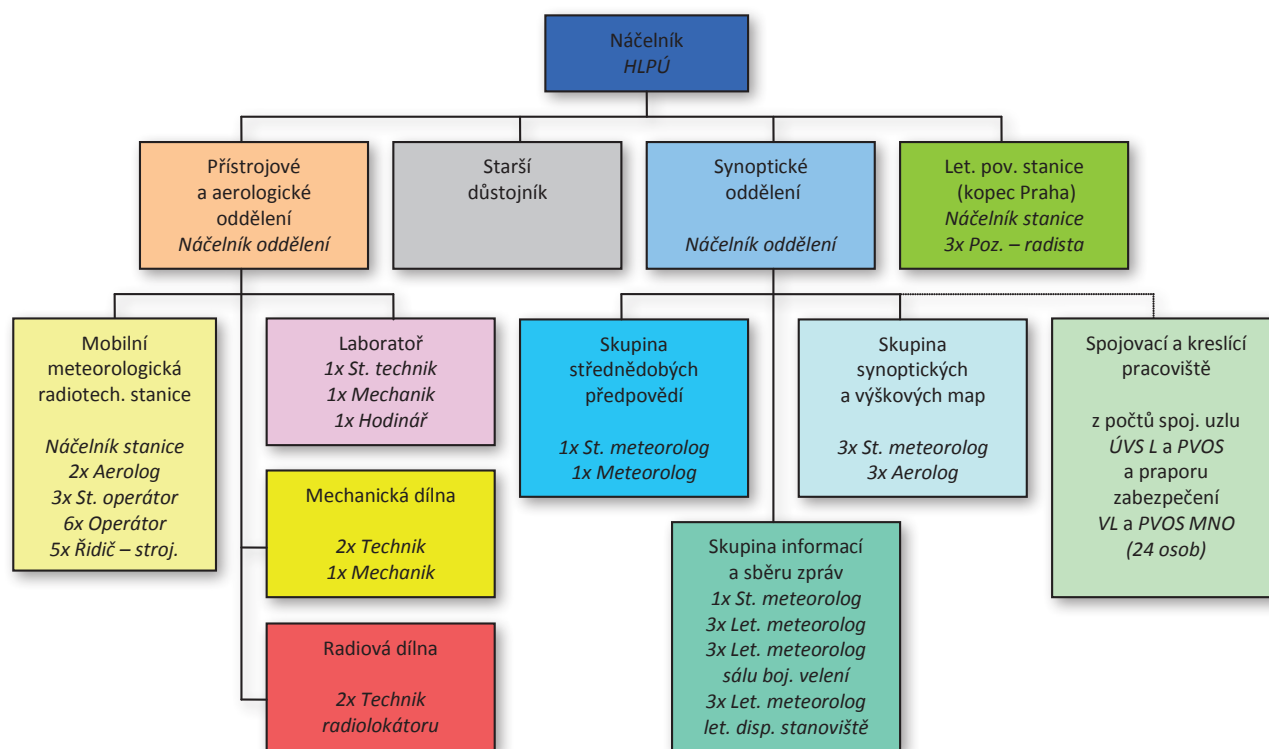 Náčelník
HLPÚ
Přístrojové
a aerologické
oddělení
Náčelník oddělení
Starší
důstojník
Synoptické
oddělení
Náčelník oddělení
Let. pov. stanice
(kopec Praha)
Náčelník stanice
3x Poz. – radista
Mobilní
meteorologická
radiotech. stanice
Náčelník stanice
2x Aerolog
3x St. operátor
6x Operátor
5x Řidič – stroj.
Laboratoř
1x St. technik
1x Mechanik
1x Hodinář
Mechanická dílna
2x Technik
1x Mechanik
Radiová dílna
2x Technik
radiolokátoru
Skupina
střednědobých
předpovědí
1x St. meteorolog
1x Meteorolog
Skupina
synoptických
a výškových map
3x St. meteorolog
3x Aerolog
Skupina informací
a sběru zpráv
1x St. meteorolog
3x Let. meteorolog
3x Let. meteorolog
sálu boj. velení
3x Let. meteorolog
let. disp. stanoviště
Spojovací a kreslící
pracoviště
z počtů spoj. uzlu
ÚVS L a PVOS
a praporu
zabezpečení
VL a PVOS MNO
(24 osob)